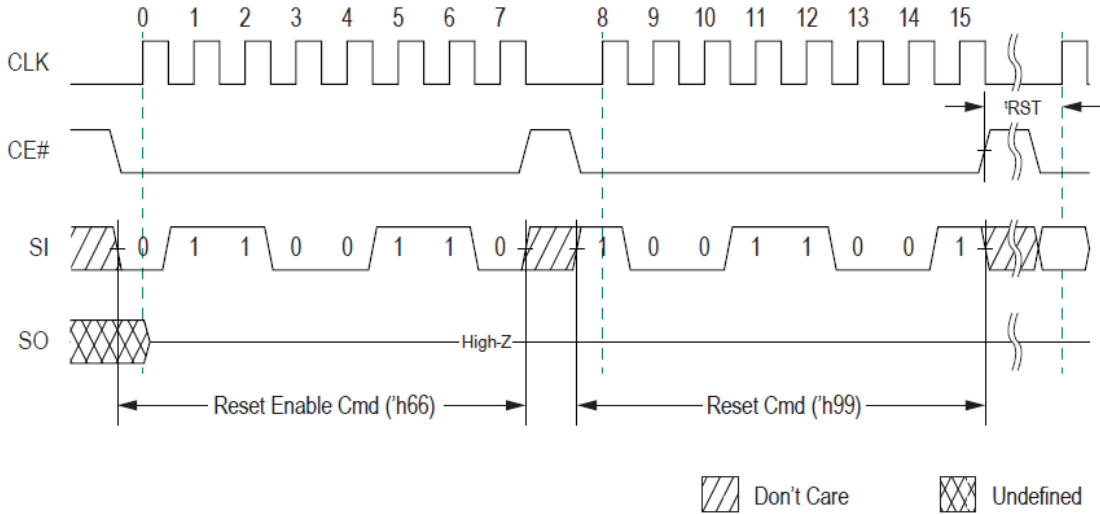 0 1 2 3 4 5 6 7 8 9 10 11 12 13 14 15
CLK
tRST
CE#
SI 0 1 1 0 0 1 1 0 1 0 0 1 1 0 0 1
SO
High-Z
Reset Enable Cmd ('h66) Reset Cmd ('h99)
Don't Care Undefined